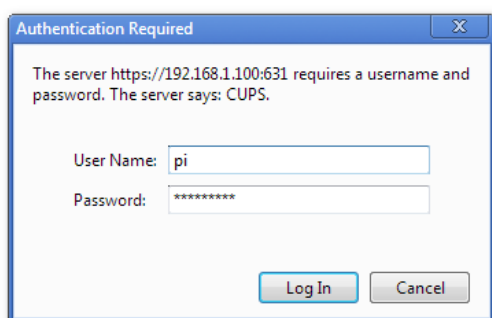 Authentication Required
The server https://192.168.1.100:631 requires a username and
password. The server says: CUPS.
User Name: pi
Password: *********
Log In Cancel